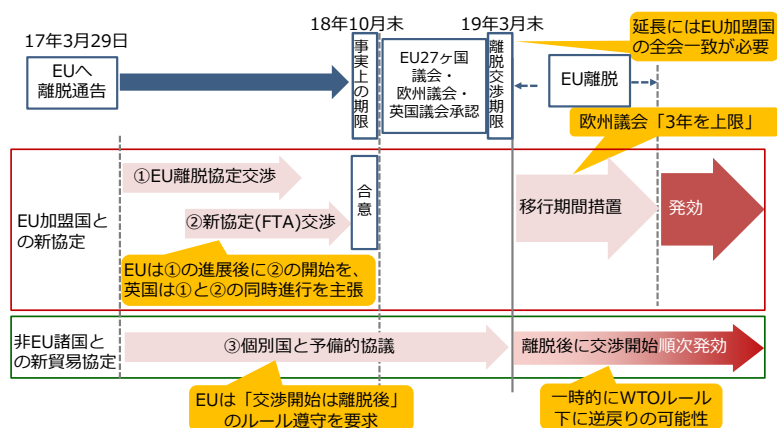 17年3月29日
18年10月末
19年3月末
延長にはEU加盟国
の全会一致が必要
EUへ
離脱通告
事実上の期限
EU27ヶ国
議会・
欧州議会・
英国議会承認
離脱交渉期限
EU離脱
欧州議会「3年を上限」
EU加盟国と
の新協定
①EU離脱協定交渉
②新協定(FTA)交渉
合意
移行期間措置
発効
EUは①の進展後に②の開始を、
英国は①と②の同時進行を主張
非EU諸国と
の新貿易協定
③個別国と予備的協議
離脱後に交渉開始順次発効
EUは「交渉開始は離脱後」
のルール遵守を要求
一時的にWTOルール
下に逆戻りの可能性